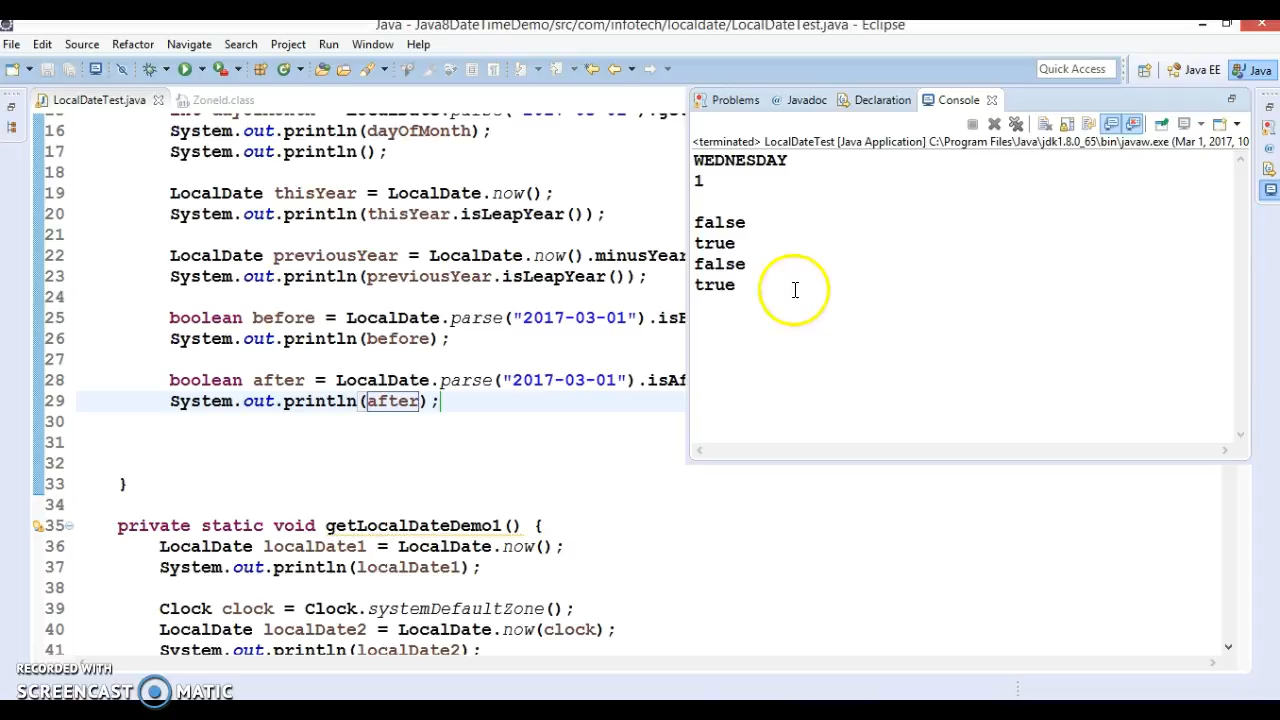 Java - Java8DateTimeDemo/src/com/infotech/localdate/LocalDateTest.java - Eclipse
File Edit Source Refactor Navigate Search Project Run Window Help
Quick Access
Java EE
Java
LocalDateTest.java
ZoneId.class
16 System.out.println(dayOfMonth);
17 System.out.println();
18
19 LocalDate thisYear = LocalDate.now();
20 System.out.println(thisYear.isLeapYear());
21
22 LocalDate previousYear = LocalDate.now().minusYear
23 System.out.println(previousYear.isLeapYear());
24
25 boolean before = LocalDate.parse("2017-03-01").isB
26 System.out.println(before);
27
28 boolean after = LocalDate.parse("2017-03-01").isAf
29 System.out.println(after);
30
31
32
33 }
34
35 private static void getLocalDateDemo1() {
36 LocalDate localDate1 = LocalDate.now();
37 System.out.println(localDate1);
38
39 Clock clock = Clock.systemDefaultZone();
40 LocalDate localDate2 = LocalDate.now(clock);
41 System.out.println(localDate2);
Problems @ Javadoc Declaration Console
<terminated> LocalDateTest [Java Application] C:\Program Files\Java\jdk1.8.0_65\bin\javaw.exe (Mar 1, 2017, 10
WEDNESDAY
1
false
true
false
true
RECORDED WITH
SCREENCAST MATIC